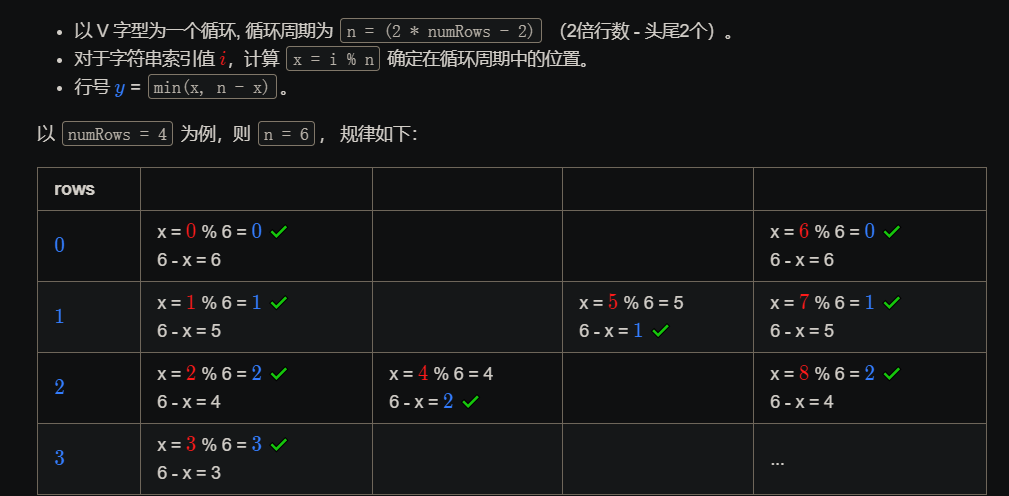 以 V 字型为一个循环, 循环周期为 n = (2 * numRows - 2) （2倍行数 - 头尾2个）。
对于字符串索引值 i，计算 x = i % n 确定在循环周期中的位置。
行号 y = min(x, n - x) 。
以 numRows = 4 为例，则 n = 6 ， 规律如下：
rows
0
x = 0 % 6 = 0 ✓
6 - x = 6
x = 6 % 6 = 0 ✓
6 - x = 6
1
x = 1 % 6 = 1 ✓
6 - x = 5
x = 5 % 6 = 5
6 - x = 1 ✓
x = 7 % 6 = 1 ✓
6 - x = 5
2
x = 2 % 6 = 2 ✓
6 - x = 4
x = 4 % 6 = 4
6 - x = 2 ✓
x = 8 % 6 = 2 ✓
6 - x = 4
3
x = 3 % 6 = 3 ✓
6 - x = 3
...